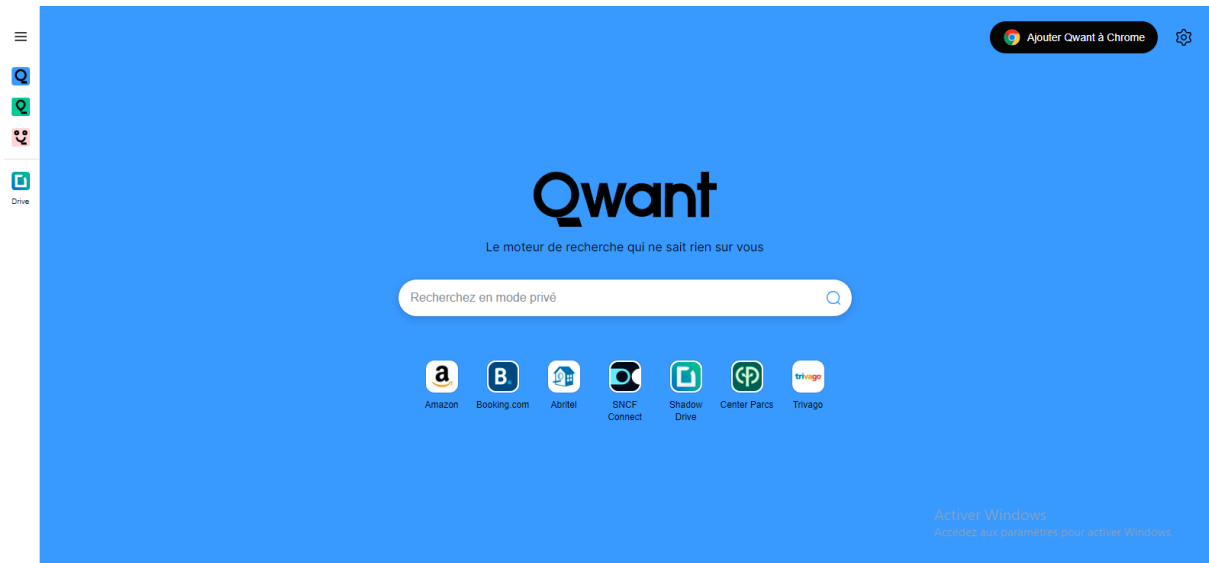 Ajouter Qwant à Chrome
Drive
Qwant
Le moteur de recherche qui ne sait rien sur vous
Recherchez en mode privé
a
B.
trivago
Amazon
Booking.com
Abritel
SNCF
Connect
Shadow
Drive
Center Parcs
Trivago
Activer Windows
Accédez aux paramètres pour activer Windows.